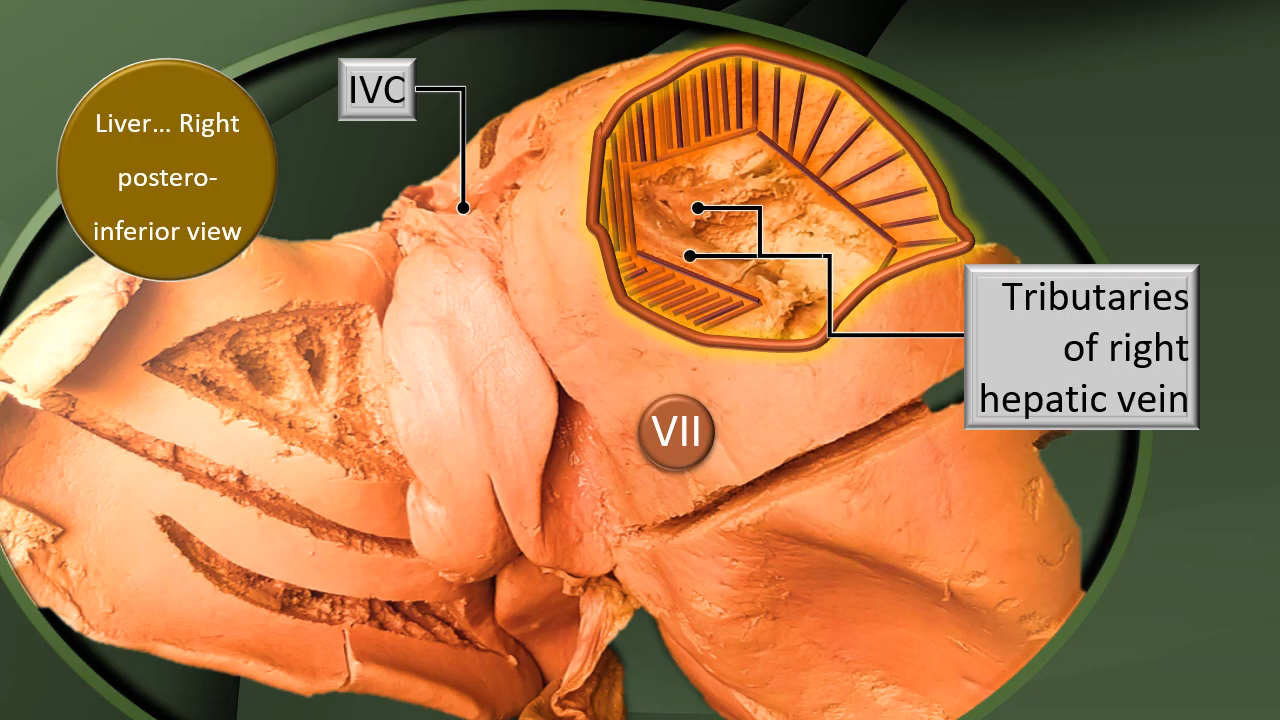 Liver... Right
postero-
inferior view
IVC
Tributaries
of right
hepatic vein
VII